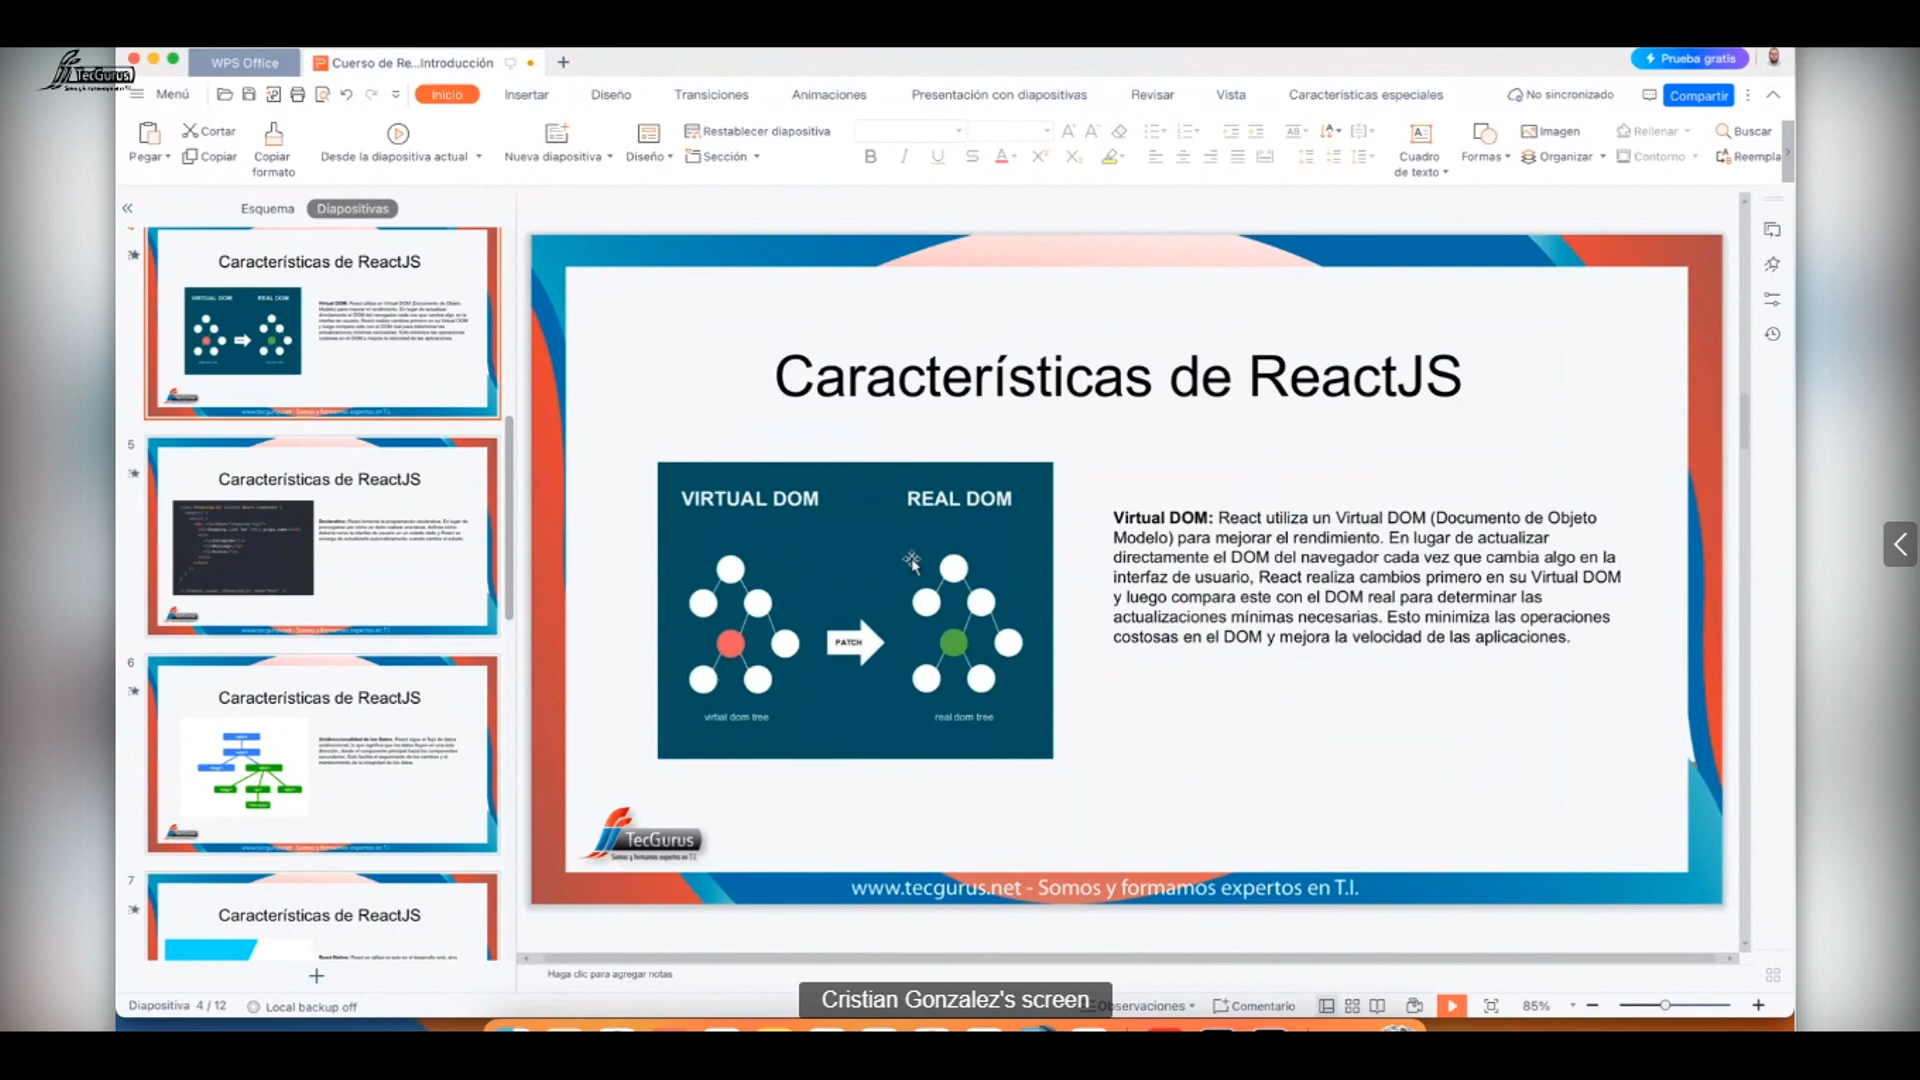 TecGurus
WPS Office
Cuerso de Re...Introducción
Prueba gratis
Menú
Inicio
Insertar
Diseño
Transiciones
Animaciones
Presentación con diapositivas
Revisar
Vista
Características especiales
No sincronizado
Compartir
Pegar
Cortar
Copiar
Copiar
formato
Desde la diapositiva actual
Nueva diapositiva
Diseño
Restablecer diapositiva
Sección
Cuadro
de texto
Formas
Imagen
Organizar
Rellenar
Contorno
Buscar
Reempla
Esquema
Diapositivas
Características de ReactJS
VIRTUAL DOM
REAL DOM
5
Características de ReactJS
6
Características de ReactJS
7
Características de ReactJS
Características de ReactJS
VIRTUAL DOM
REAL DOM
PATCH
virtual dom tree
real dom tree
Virtual DOM: React utiliza un Virtual DOM (Documento de Objeto
Modelo) para mejorar el rendimiento. En lugar de actualizar
directamente el DOM del navegador cada vez que cambia algo en la
interfaz de usuario, React realiza cambios primero en su Virtual DOM
y luego compara este con el DOM real para determinar las
actualizaciones mínimas necesarias. Esto minimiza las operaciones
costosas en el DOM y mejora la velocidad de las aplicaciones.
TecGurus
Somos y formamos expertos en T.I.
www.tecgurus.net - Somos y formamos expertos en T.I.
Haga clic para agregar notas
Diapositiva 4 / 12
Local backup off
Cristian Gonzalez's screen
Observaciones
Comentario
85%